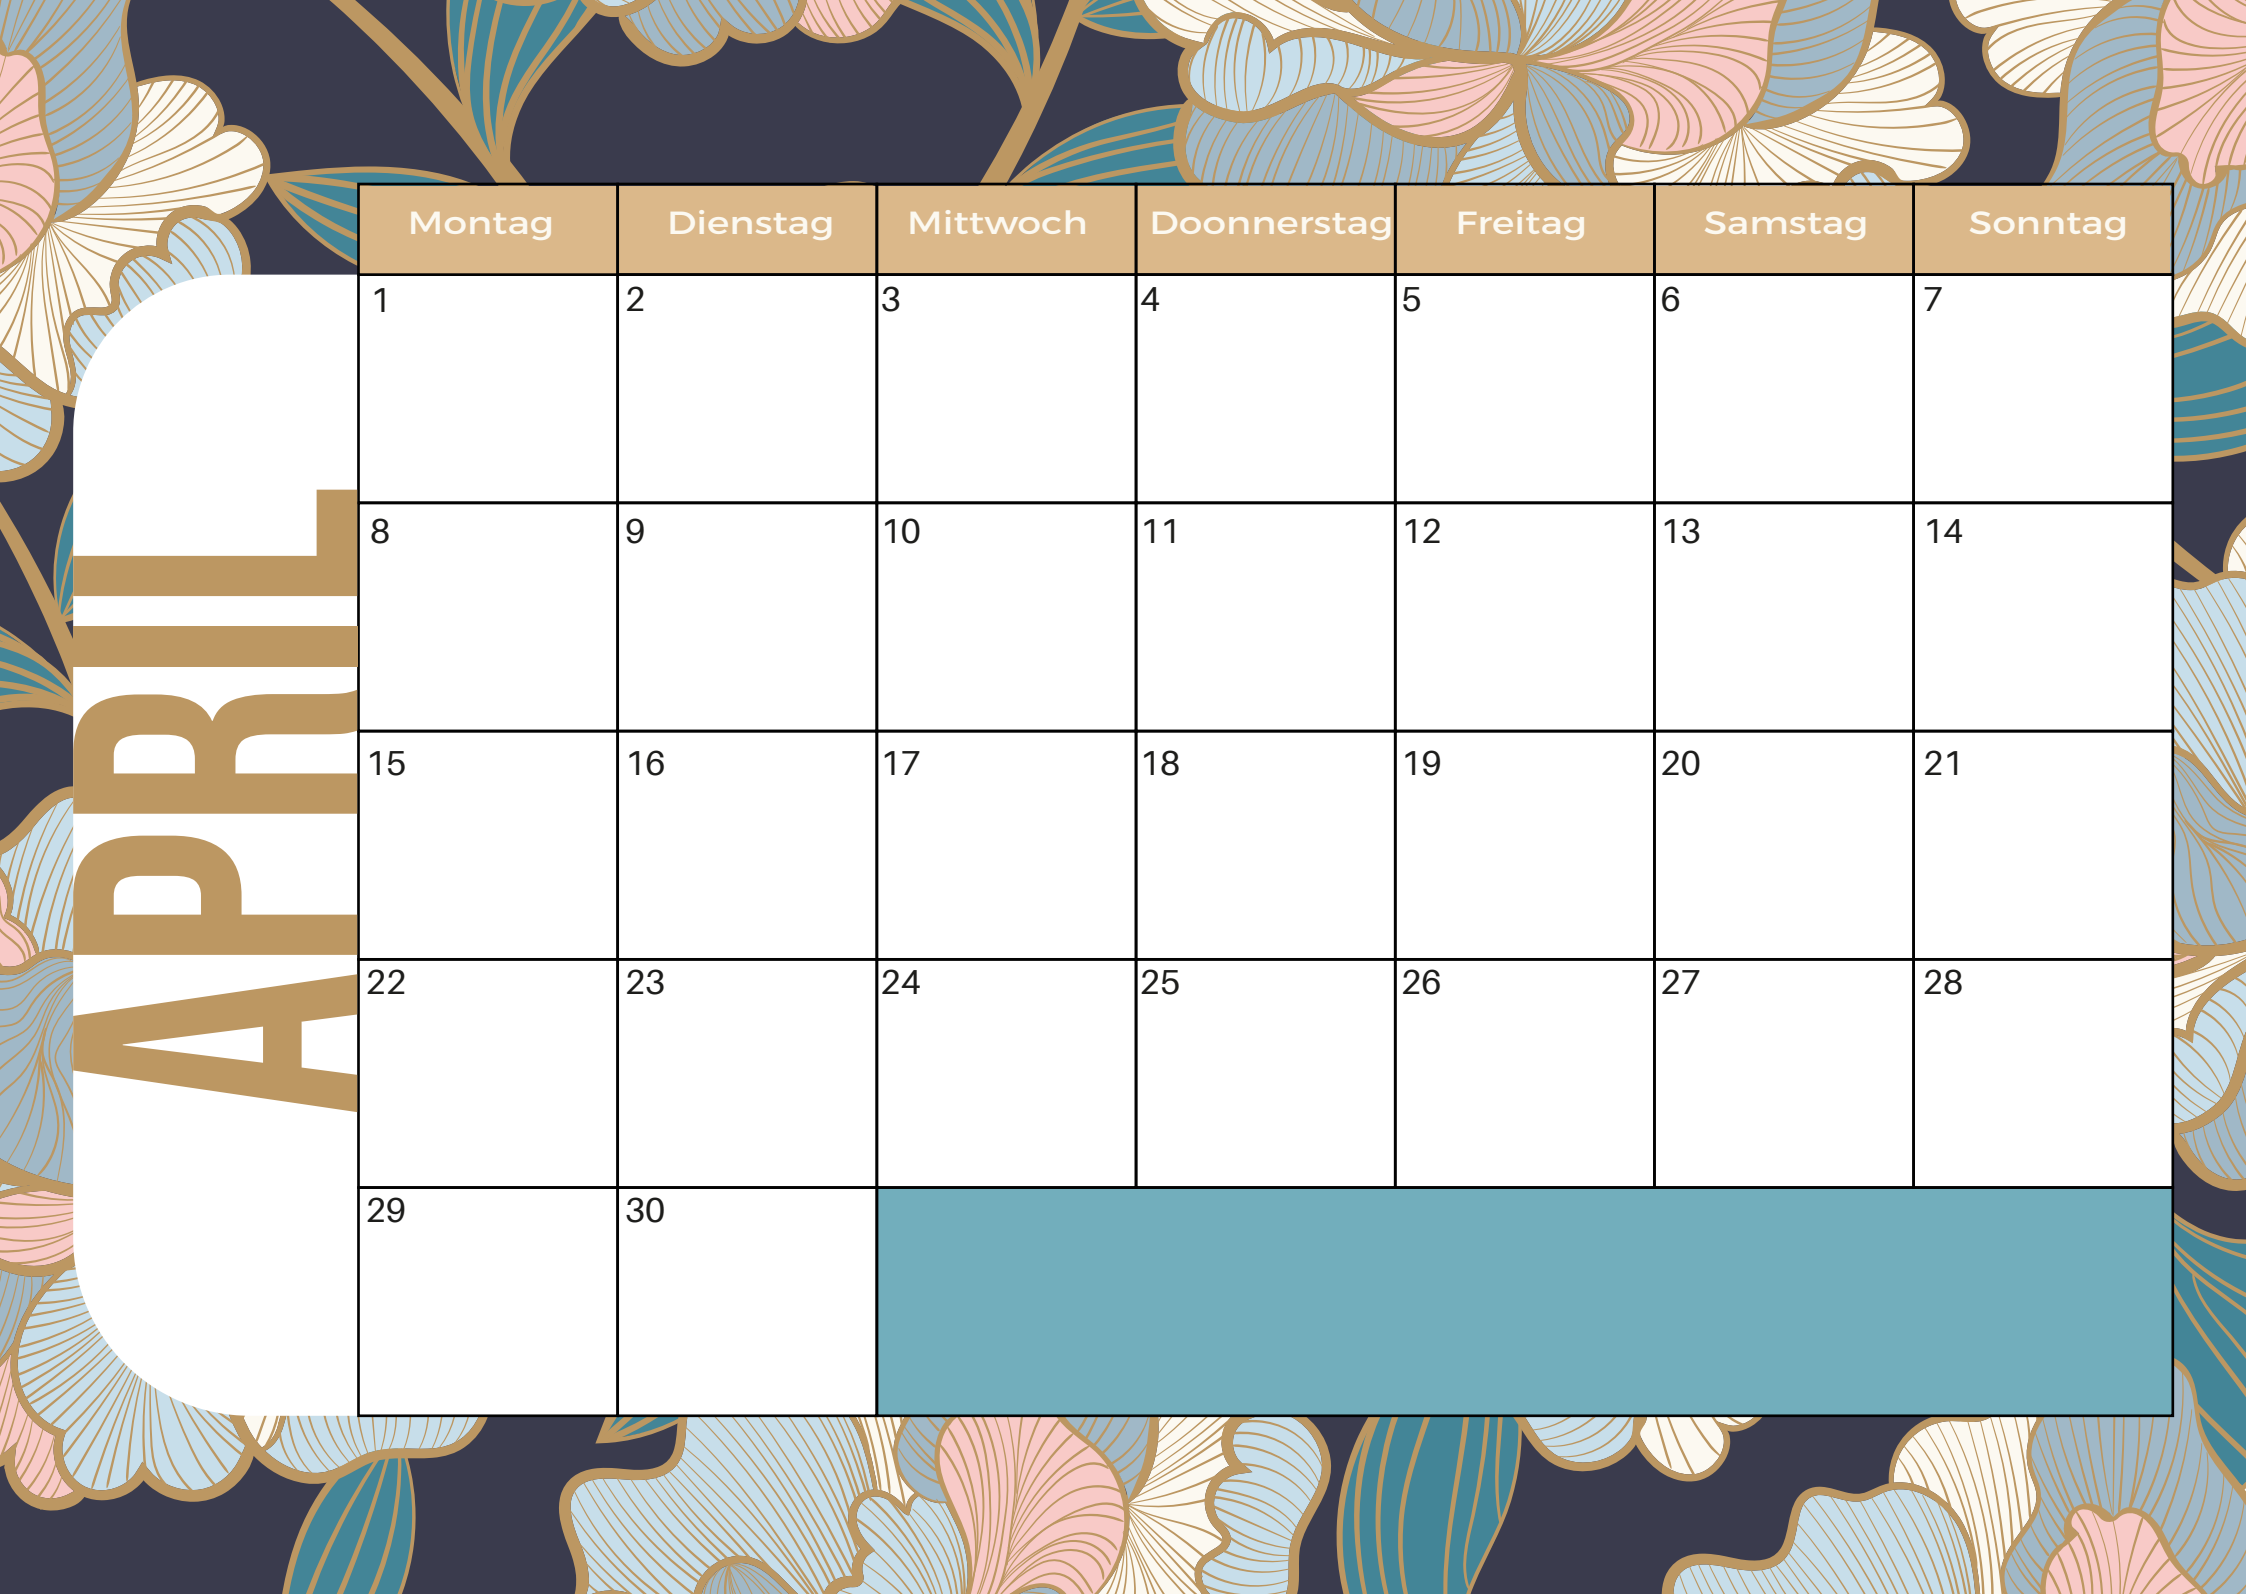 Montag Dienstag Mittwoch Doonnerstag Freitag Samstag Sonntag
APRIL
1 2 3 4 5 6 7
8 9 10 11 12 13 14
15 16 17 18 19 20 21
22 23 24 25 26 27 28
29 30